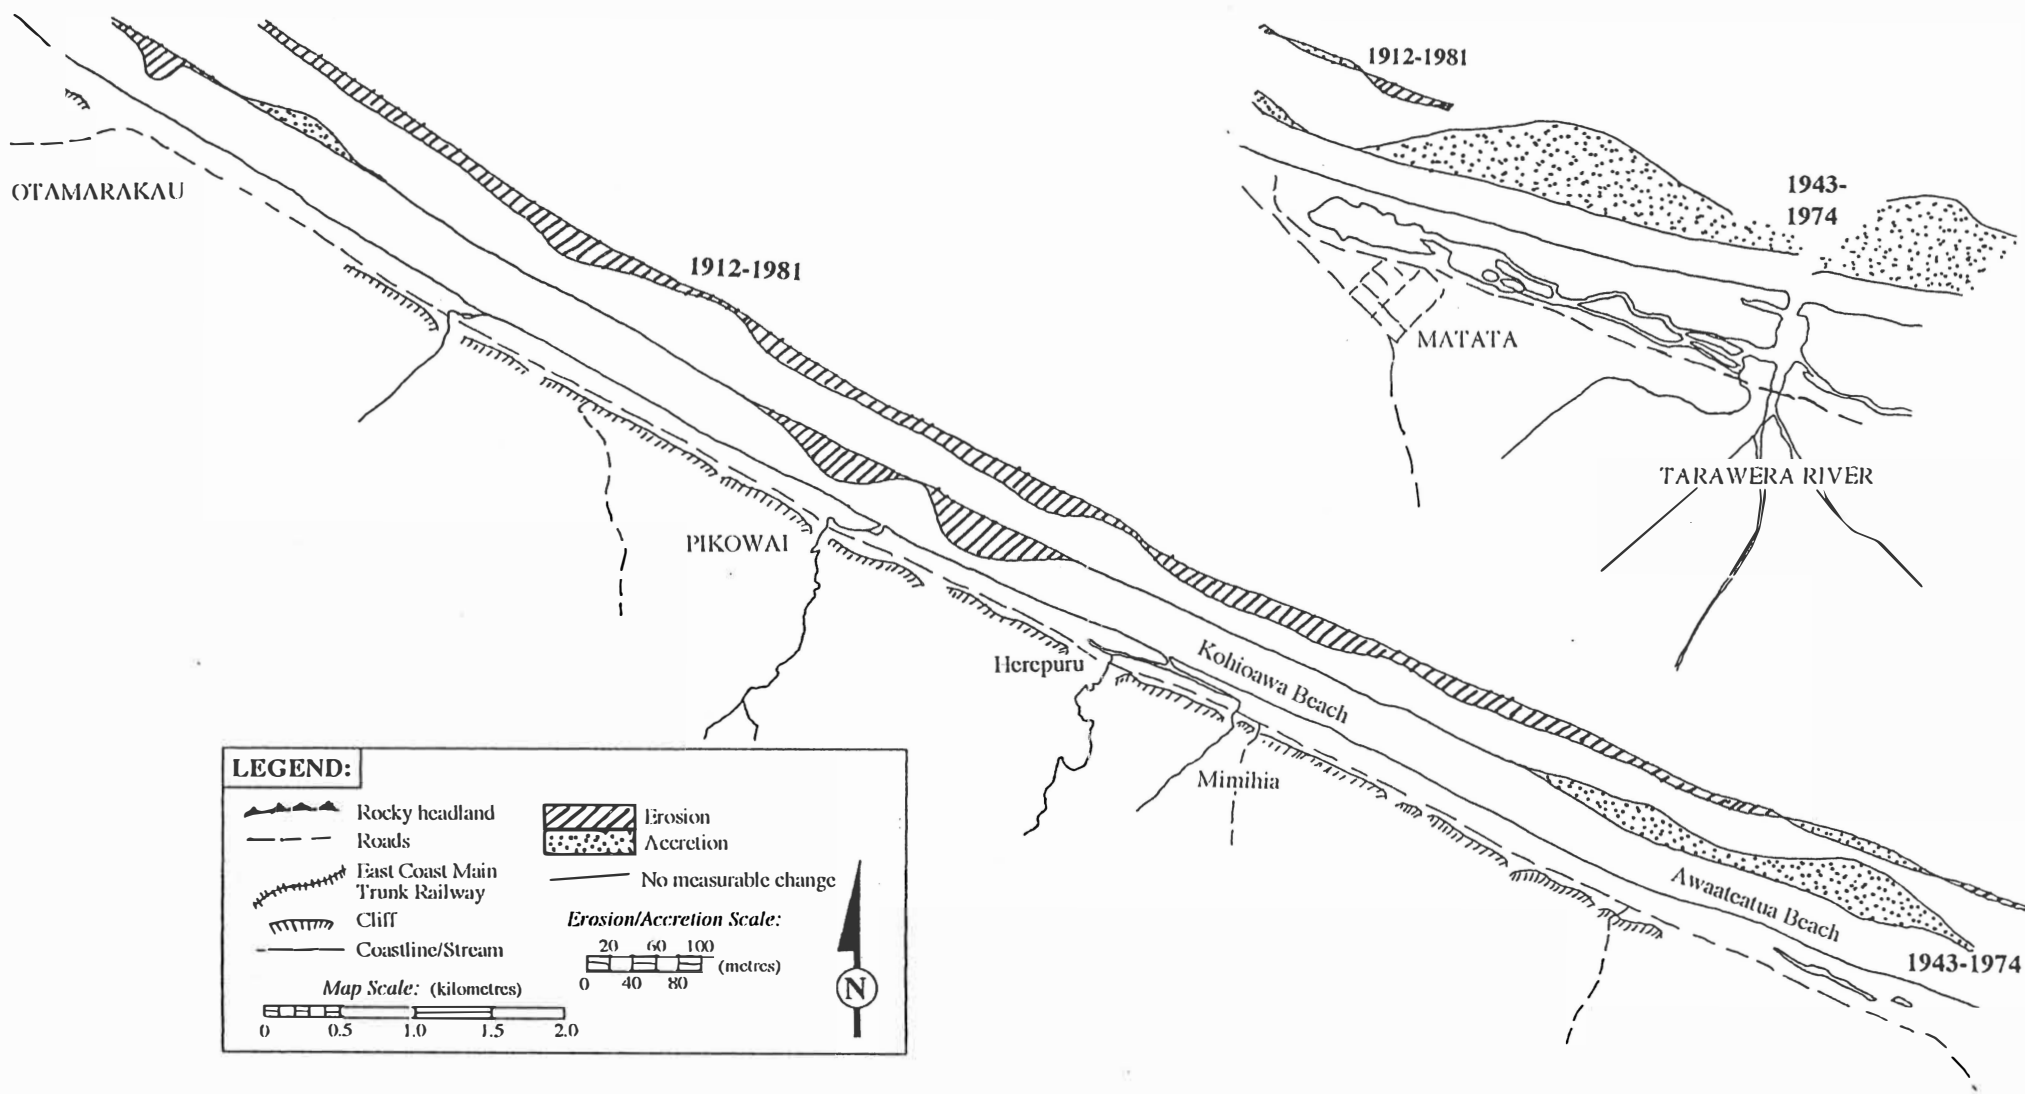 1912-1981
1943-
1974
OTAMARAKAU
1912-1981
MATATA
TARAWERA RIVER
PIKOWAI
Herepuru
Kohioawa Beach
Mimihia
Awaateatua Beach
1943-1974
LEGEND:
Rocky headland
Roads
East Coast Main
Trunk Railway
Cliff
Coastline/Stream
Erosion
Accretion
No measurable change
Erosion/Accretion Scale:
20 60 100
(metres)
0 40 80
Map Scale: (kilometres)
0 0.5 1.0 1.5 2.0
N